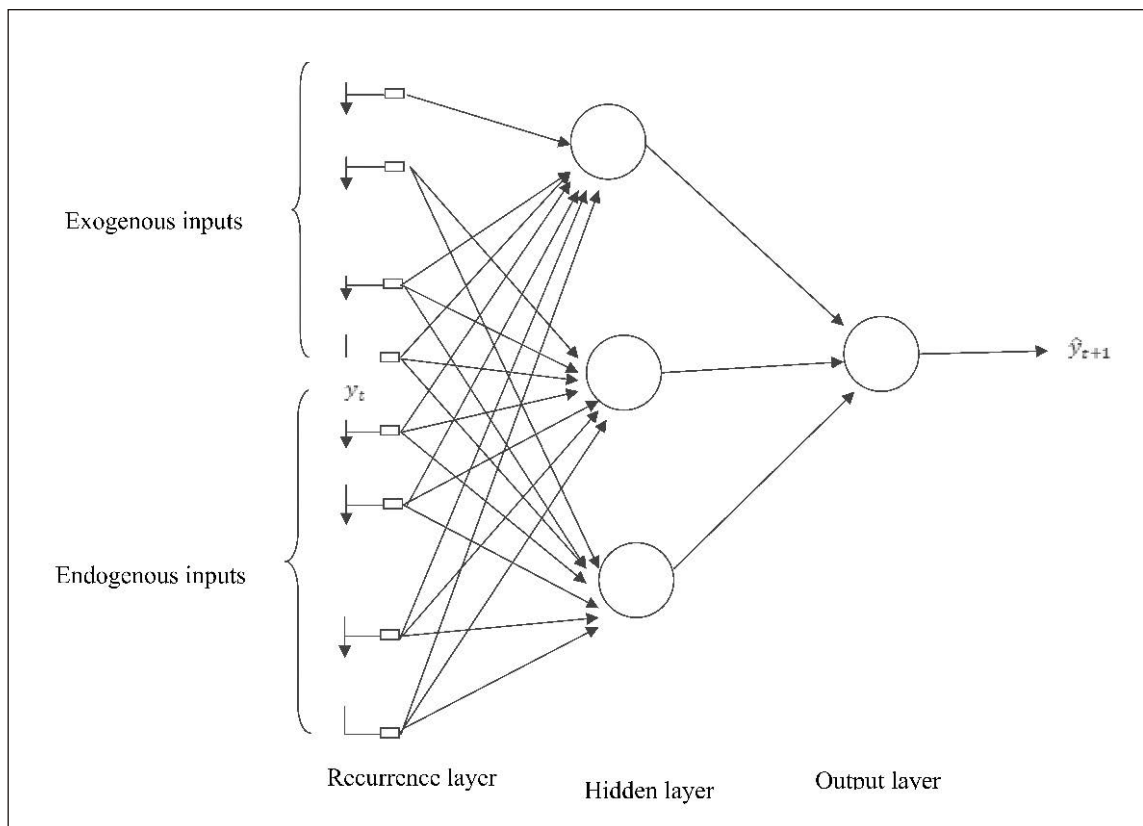 Exogenous inputs
y_t
Endogenous inputs
ŷ_{t+1}
Recurrence layer
Hidden layer
Output layer